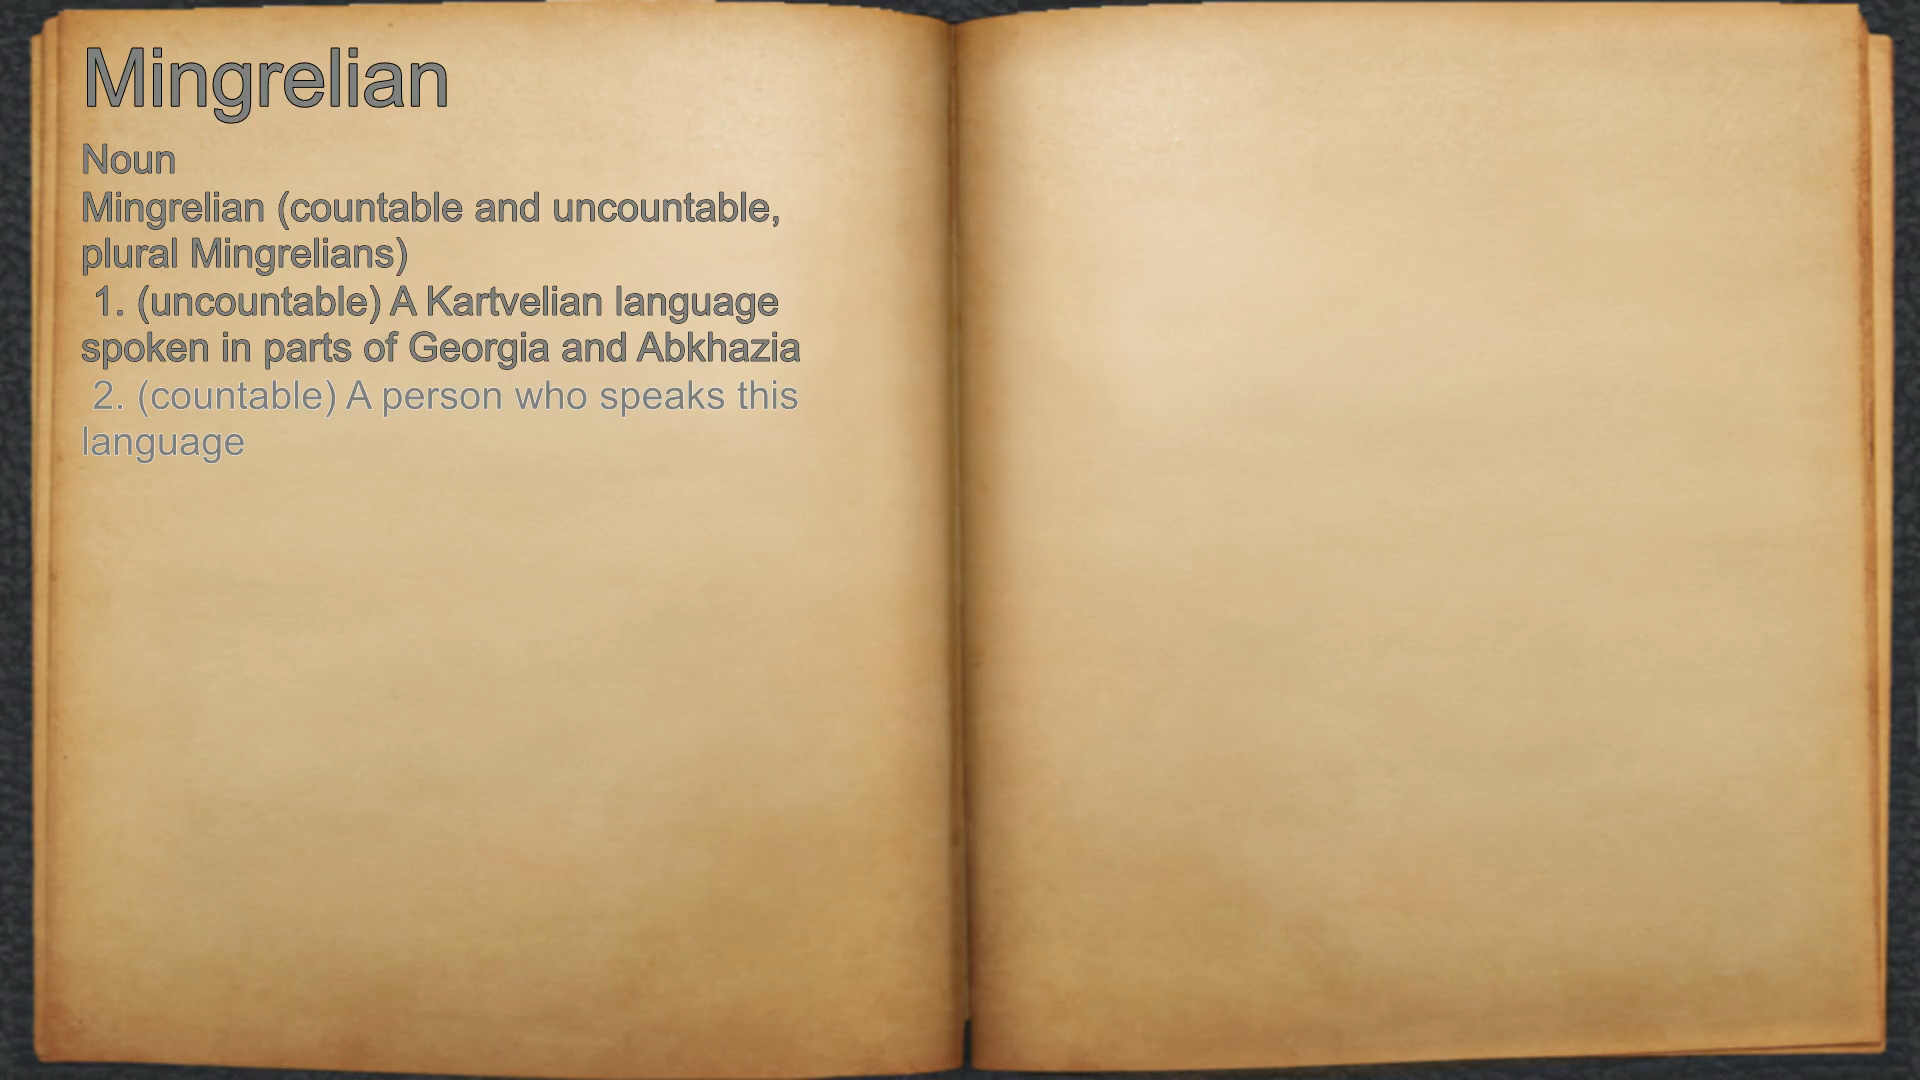 Mingrelian
Noun
Mingrelian (countable and uncountable,
plural Mingrelians)
1. (uncountable) A Kartvelian language
spoken in parts of Georgia and Abkhazia
2. (countable) A person who speaks this
language